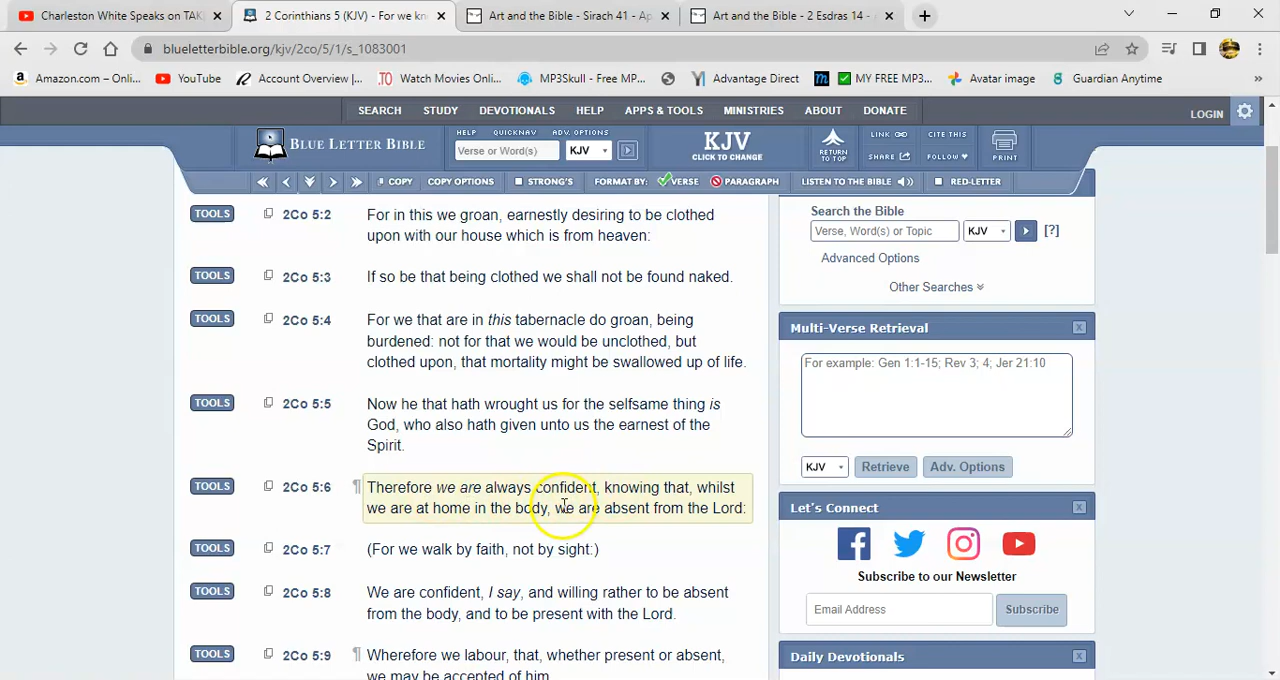 Charleston White Speaks on TAK
2 Corinthians 5 (KJV) - For we kn
Art and the Bible - Sirach 41 - Ap
Art and the Bible - 2 Esdras 14 - A
blueletterbible.org/kjv/2co/5/1/s_1083001
Amazon.com – Onli...
YouTube
Account Overview |...
Watch Movies Onlin...
MP3Skull - Free MP...
Advantage Direct
MY FREE MP3...
Avatar image
Guardian Anytime
SEARCH STUDY DEVOTIONALS HELP APPS & TOOLS MINISTRIES ABOUT DONATE
LOGIN
BLUE LETTER BIBLE
HELP QUICKNAV ADV. OPTIONS
Verse or Word(s) KJV
KJV
CLICK TO CHANGE
RETURN TO TOP
LINK
SHARE
CITE THIS
FOLLOW
PRINT
COPY COPY OPTIONS STRONG'S FORMAT BY: VERSE PARAGRAPH LISTEN TO THE BIBLE RED-LETTER
TOOLS 2Co 5:2 For in this we groan, earnestly desiring to be clothed
upon with our house which is from heaven:
TOOLS 2Co 5:3 If so be that being clothed we shall not be found naked.
TOOLS 2Co 5:4 For we that are in this tabernacle do groan, being
burdened: not for that we would be unclothed, but
clothed upon, that mortality might be swallowed up of life.
TOOLS 2Co 5:5 Now he that hath wrought us for the selfsame thing is
God, who also hath given unto us the earnest of the
Spirit.
TOOLS 2Co 5:6 ¶ Therefore we are always confident, knowing that, whilst
we are at home in the body, we are absent from the Lord:
TOOLS 2Co 5:7 (For we walk by faith, not by sight:)
TOOLS 2Co 5:8 We are confident, I say, and willing rather to be absent
from the body, and to be present with the Lord.
TOOLS 2Co 5:9 ¶ Wherefore we labour, that, whether present or absent,
we may be accepted of him.
Search the Bible
Verse, Word(s) or Topic KJV [?]
Advanced Options
Other Searches
Multi-Verse Retrieval x
For example: Gen 1:1-15; Rev 3; 4; Jer 21:10
KJV Retrieve Adv. Options
Let's Connect x
Subscribe to our Newsletter
Email Address Subscribe
Daily Devotionals x